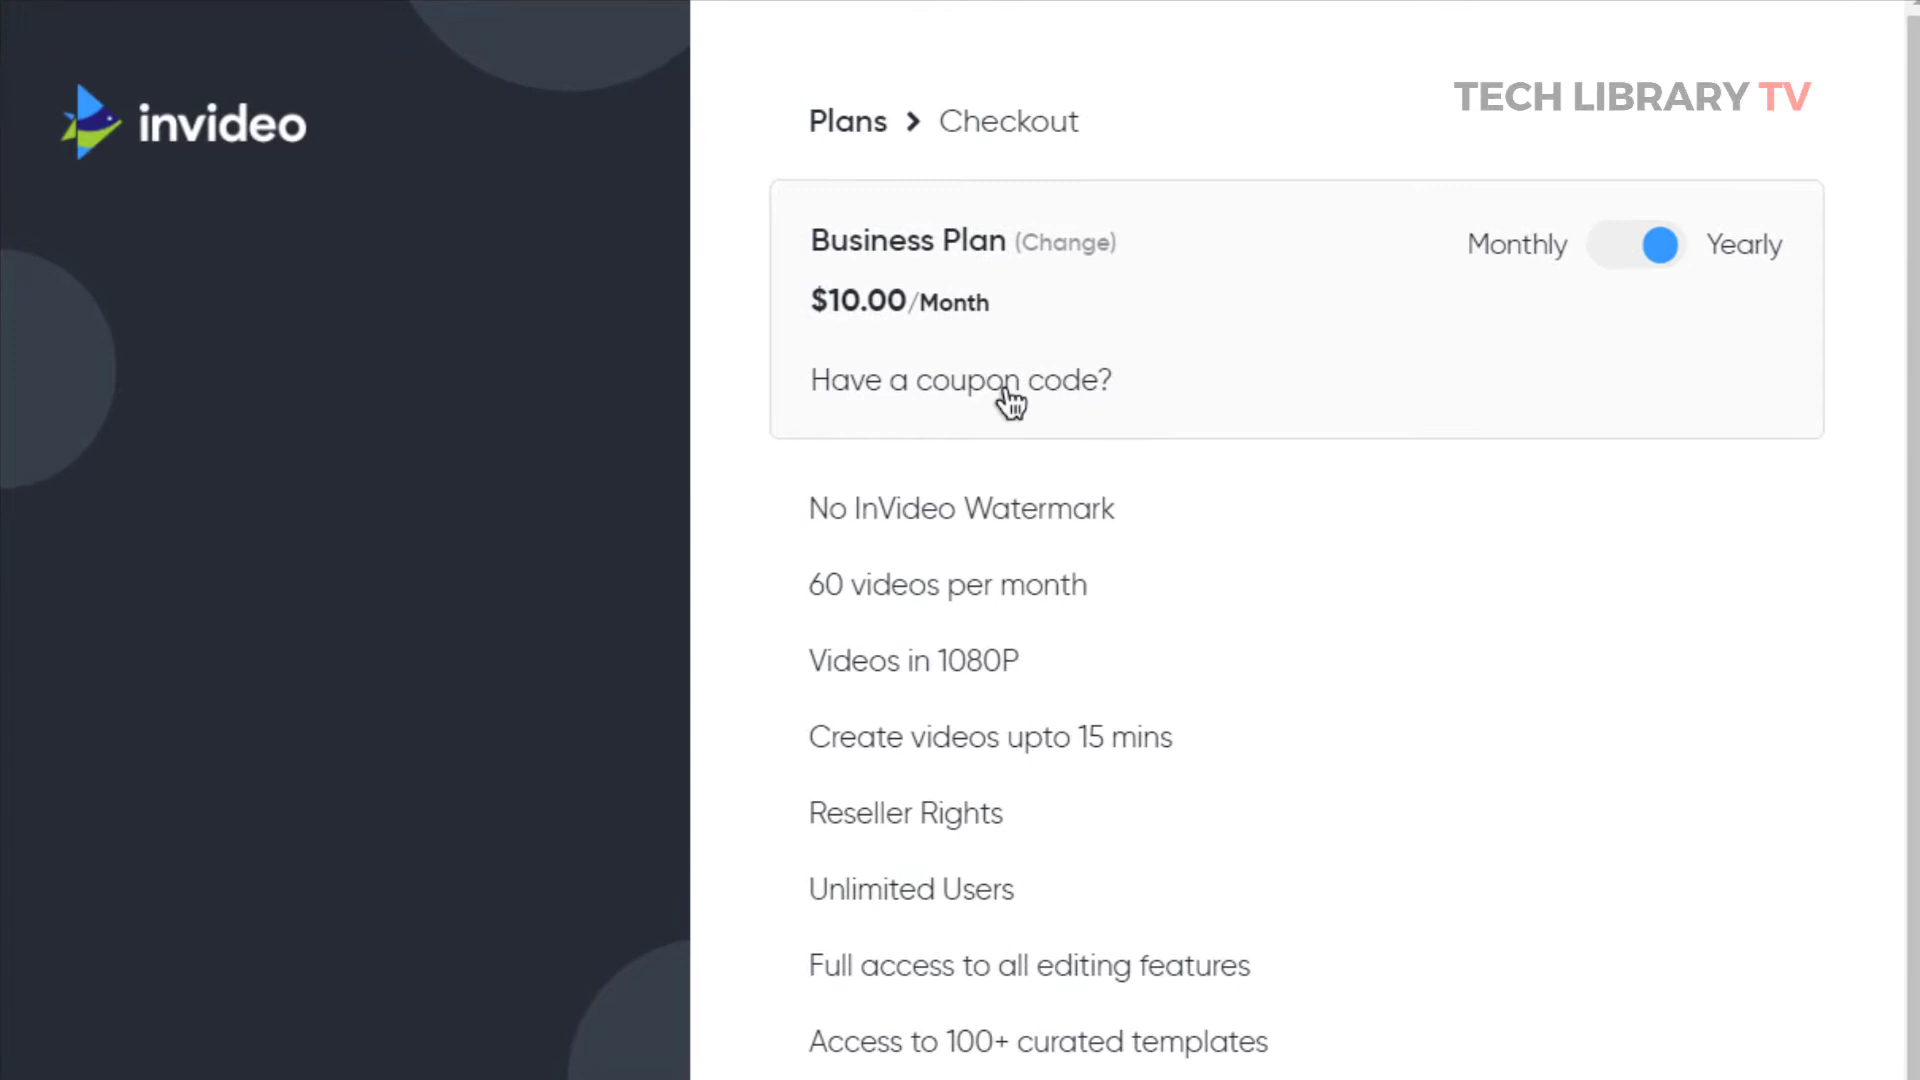 invideo
TECH LIBRARY TV
Plans > Checkout
Business Plan (Change)
Monthly Yearly
$10.00/Month
Have a coupon code?
No InVideo Watermark
60 videos per month
Videos in 1080P
Create videos upto 15 mins
Reseller Rights
Unlimited Users
Full access to all editing features
Access to 100+ curated templates